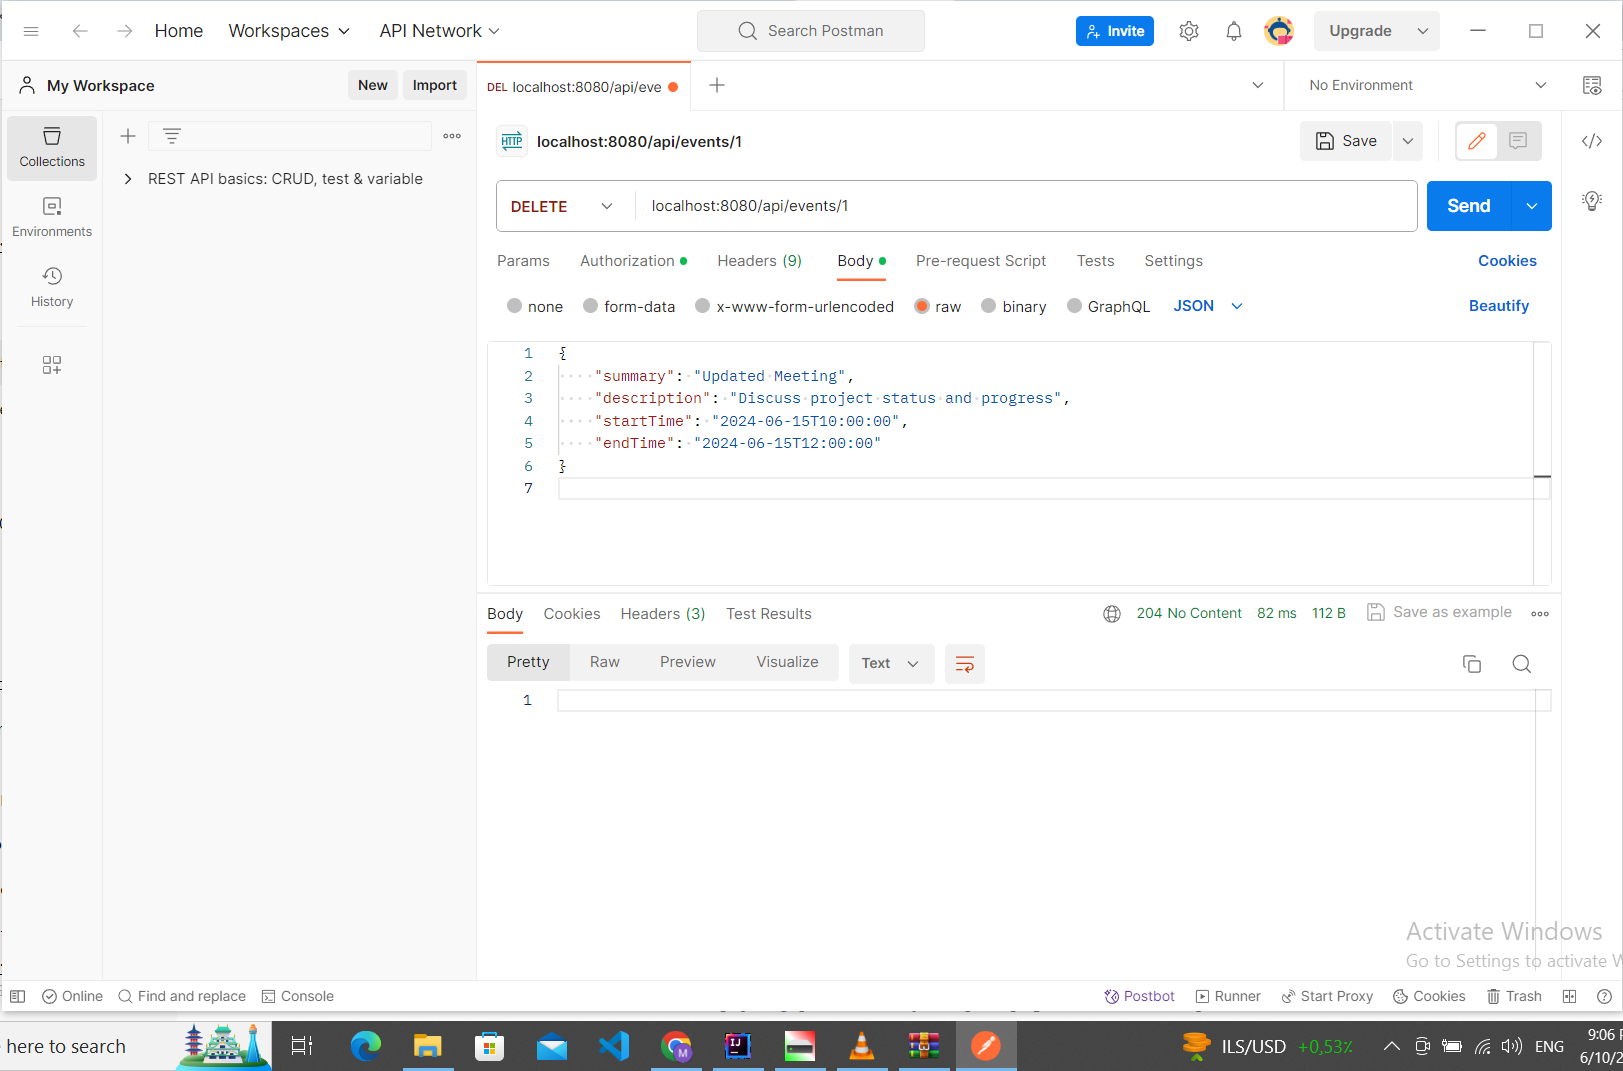 Home
Workspaces
API Network
Search Postman
Invite
Upgrade
My Workspace
New
Import
DEL localhost:8080/api/eve
No Environment
Collections
REST API basics: CRUD, test & variable
HTTP
localhost:8080/api/events/1
Save
DELETE
localhost:8080/api/events/1
Send
Environments
History
Params
Authorization
Headers (9)
Body
Pre-request Script
Tests
Settings
Cookies
none
form-data
x-www-form-urlencoded
raw
binary
GraphQL
JSON
Beautify
1 {
2 "summary": "Updated Meeting",
3 "description": "Discuss project status and progress",
4 "startTime": "2024-06-15T10:00:00",
5 "endTime": "2024-06-15T12:00:00"
6 }
7
Body
Cookies
Headers (3)
Test Results
204 No Content
82 ms
112 B
Save as example
Pretty
Raw
Preview
Visualize
Text
1
Activate Windows
Go to Settings to activate W
Online
Find and replace
Console
Postbot
Runner
Start Proxy
Cookies
Trash
here to search
M
IJ
ILS/USD +0,53%
ENG
9:06
6/10/2